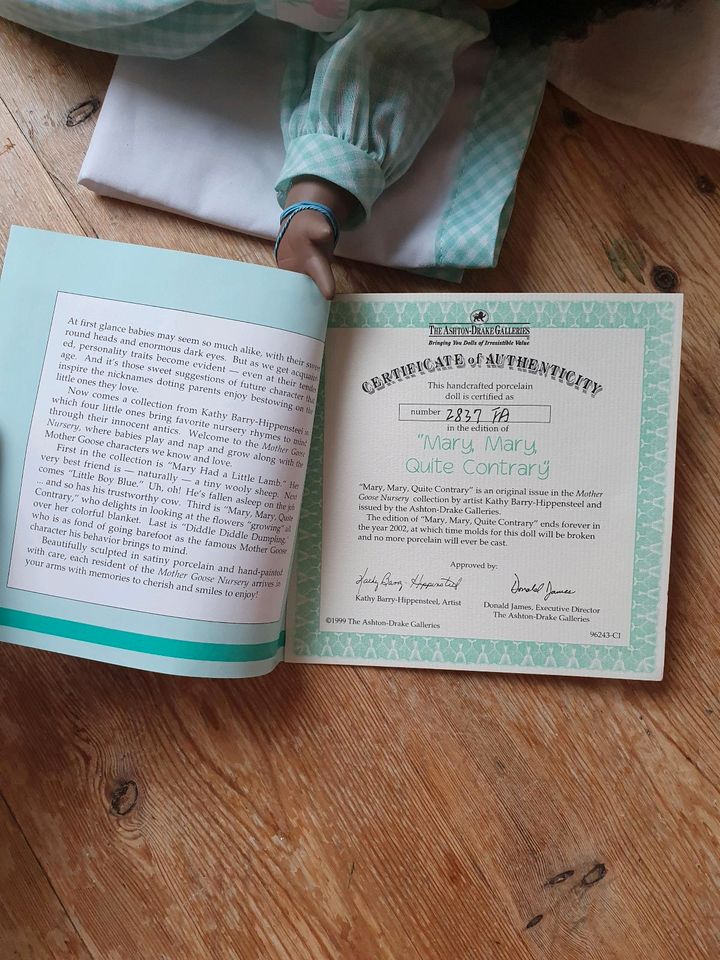 At first glance babies may seem so much alike, with their
round heads and enormous dark eyes. But as we get
ed, personality traits become evident — even at their tender
age. And it's those sweet suggestions of future character that
inspire the nicknames doting parents enjoy bestowing on the
little ones they love.
Now comes a collection from Kathy Barry-Hippensteel in
which four little ones bring favorite nursery rhymes to mind
through their innocent antics. Welcome to the Mother Goose
Nursery, where babies play and nap and grow along with the
Mother Goose characters we know and love.
First in the collection is "Mary Had a Little Lamb." Her
very best friend is — naturally — a tiny wooly sheep. Next
comes "Little Boy Blue." Uh, oh! He's fallen asleep on the job
... and so has his trustworthy cow. Third is "Mary, Mary, Quite
Contrary," who delights in looking at the flowers "growing" all
over her colorful blanket. Last is "Diddle Diddle Dumpling,"
who is as fond of going barefoot as the famous Mother Goose
character his behavior brings to mind.
Beautifully sculpted in satiny porcelain and hand-painted
with care, each resident of the Mother Goose Nursery arrives in
your arms with memories to cherish and smiles to enjoy!
THE ASHTON-DRAKE GALLERIES
Bringing You Dolls of Irresistible Value
CERTIFICATE of AUTHENTICITY
This handcrafted porcelain
doll is certified as
number 2837 FA
in the edition of
"Mary, Mary,
Quite Contrary"
"Mary, Mary, Quite Contrary" is an original issue in the Mother
Goose Nursery collection by artist Kathy Barry-Hippensteel and
issued by the Ashton-Drake Galleries.
The edition of "Mary, Mary, Quite Contrary" ends forever in
the year 2002, at which time molds for this doll will be broken
and no more porcelain will ever be cast.
Approved by:
Kathy Barry-Hippensteel Donald James
Kathy Barry-Hippensteel, Artist Donald James, Executive Director
The Ashton-Drake Galleries
©1999 The Ashton-Drake Galleries 96243-CI